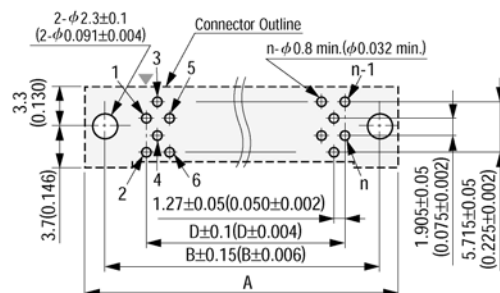 2-φ2.3±0.1
(2-φ0.091±0.004)
Connector Outline
n-φ0.8 min.(φ0.032 min.)
3
1
5
n-1
3.3
(0.130)
3.7(0.146)
2
4
6
n
1.27±0.05(0.050±0.002)
D±0.1(D±0.004)
B±0.15(B±0.006)
A
1.905±0.05
(0.075±0.002)
5.715±0.05
(0.225±0.002)